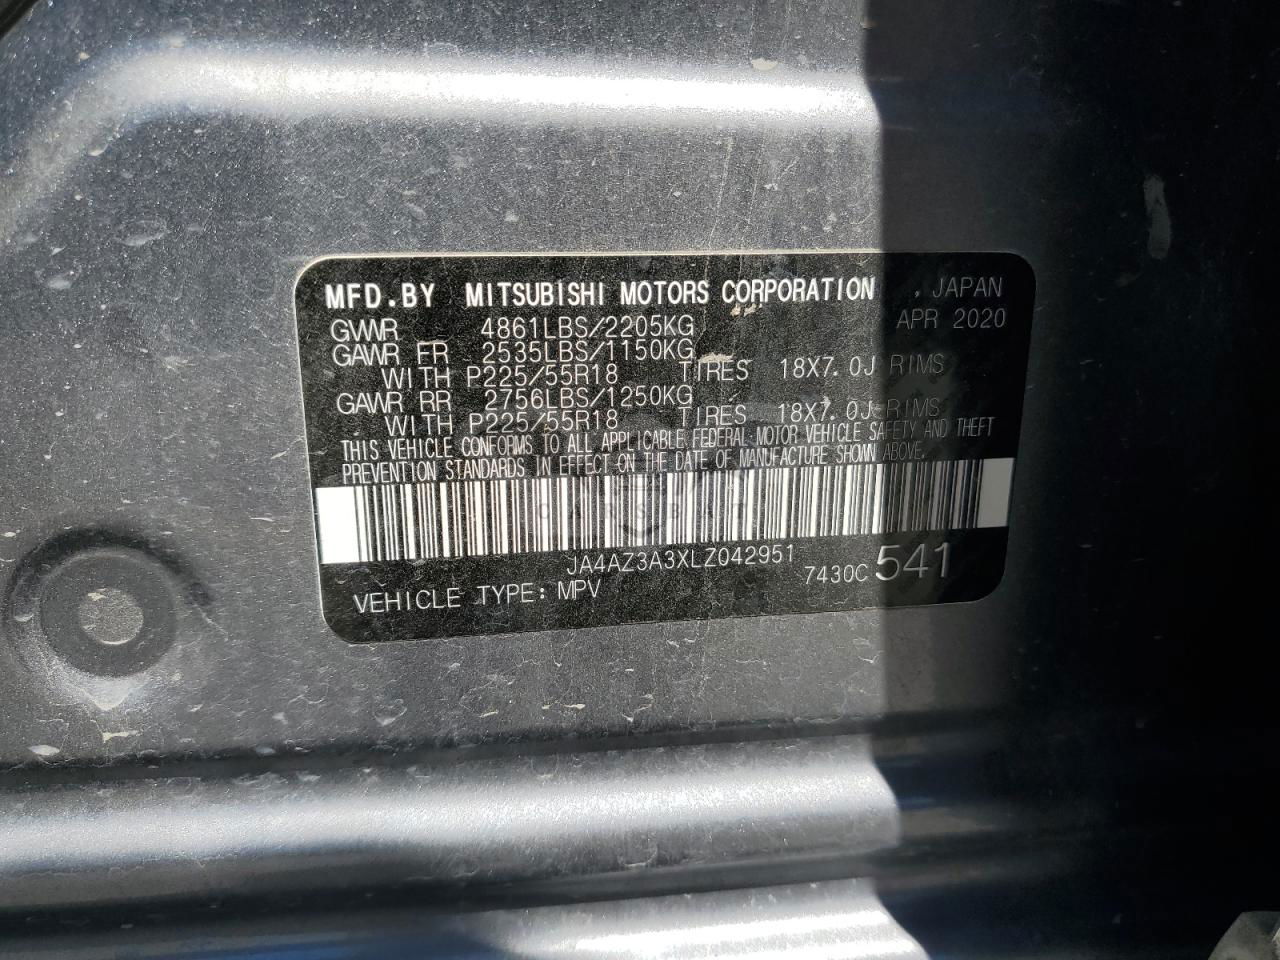 MFD.BY MITSUBISHI MOTORS CORPORATION , JAPAN
GVWR 4861LBS/2205KG APR 2020
GAWR FR 2535LBS/1150KG
WITH P225/55R18 TIRES 18X7.0J RIMS
GAWR RR 2756LBS/1250KG
WITH P225/55R18 TIRES 18X7.0J RIMS
THIS VEHICLE CONFORMS TO ALL APPLICABLE FEDERAL MOTOR VEHICLE SAFETY AND THEFT
PREVENTION STANDARDS IN EFFECT ON THE DATE OF MANUFACTURE SHOWN ABOVE.
JA4AZ3A3XLZ042951
7430C 541
VEHICLE TYPE: MPV